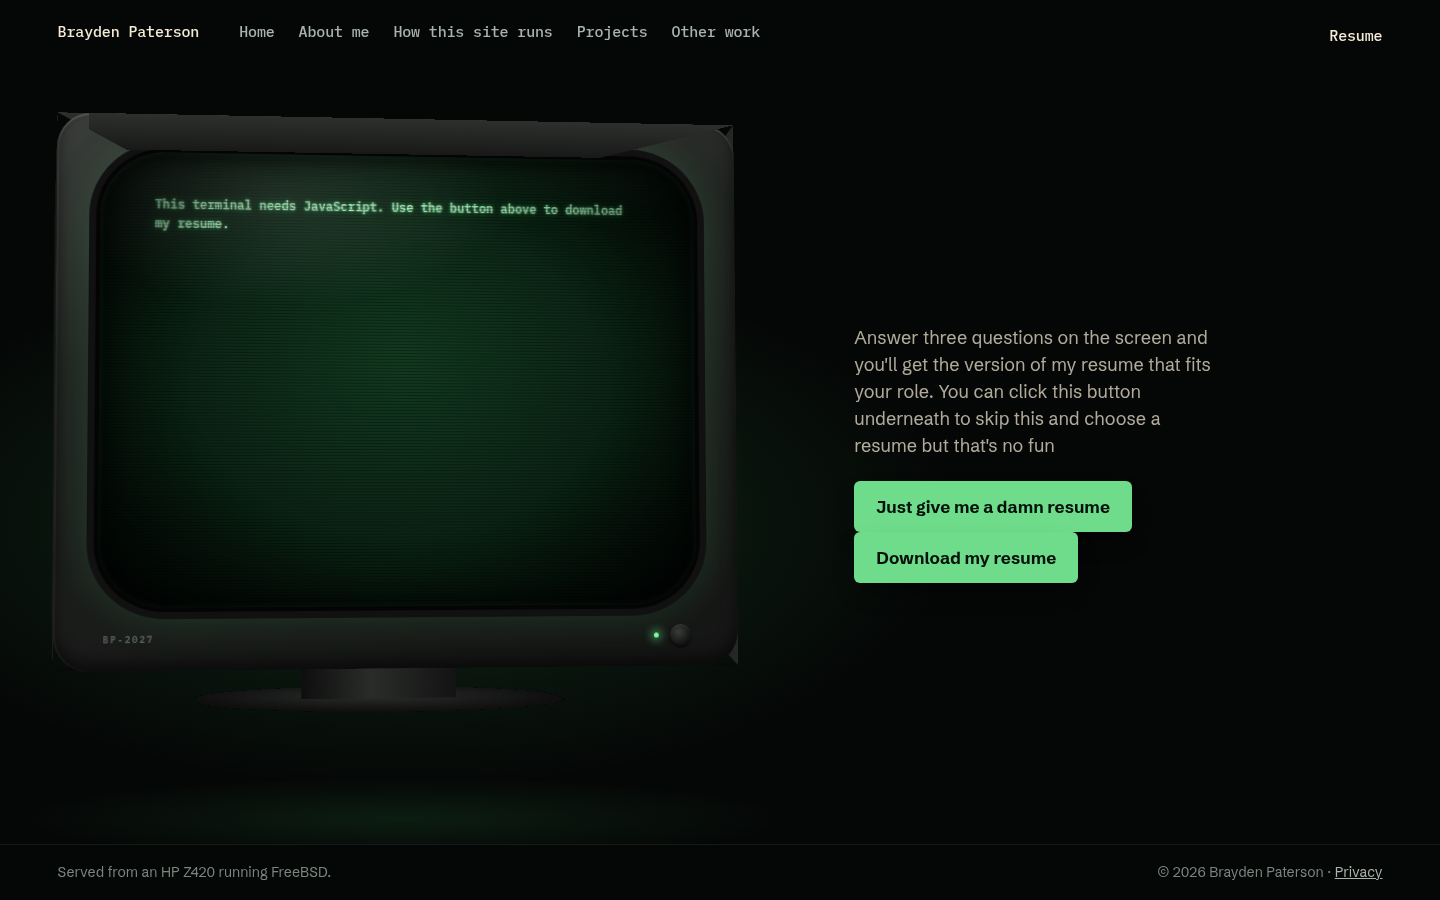 Brayden Paterson Home About me How this site runs Projects Other work Resume
This terminal needs JavaScript. Use the button above to download
my resume.
BP-2027
Answer three questions on the screen and
you'll get the version of my resume that fits
your role. You can click this button
underneath to skip this and choose a
resume but that's no fun
Just give me a damn resume
Download my resume
Served from an HP Z420 running FreeBSD. © 2026 Brayden Paterson · Privacy